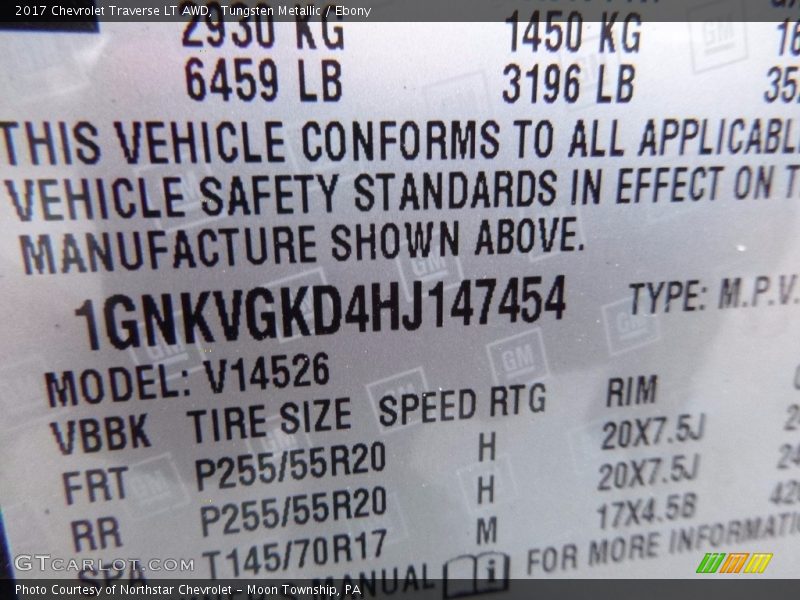 2017 Chevrolet Traverse LT AWD, Tungsten Metallic / Ebony
2930 KG 1450 KG
6459 LB 3196 LB
THIS VEHICLE CONFORMS TO ALL
VEHICLE SAFETY STANDARDS IN EFFECT ON
MANUFACTURE SHOWN ABOVE.
1GNKVGKD4HJ147454 TYPE: M.P.V.
MODEL: V14526
VBBK TIRE SIZE SPEED RTG RIM
FRT P255/55R20 H 20X7.5J
RR P255/55R20 H 20X7.5J
SPA T145/70R17 M 17X4.5B
MANUAL FOR MORE
GTCARLOT.COM
Photo Courtesy of Northstar Chevrolet - Moon Township, PA
GM